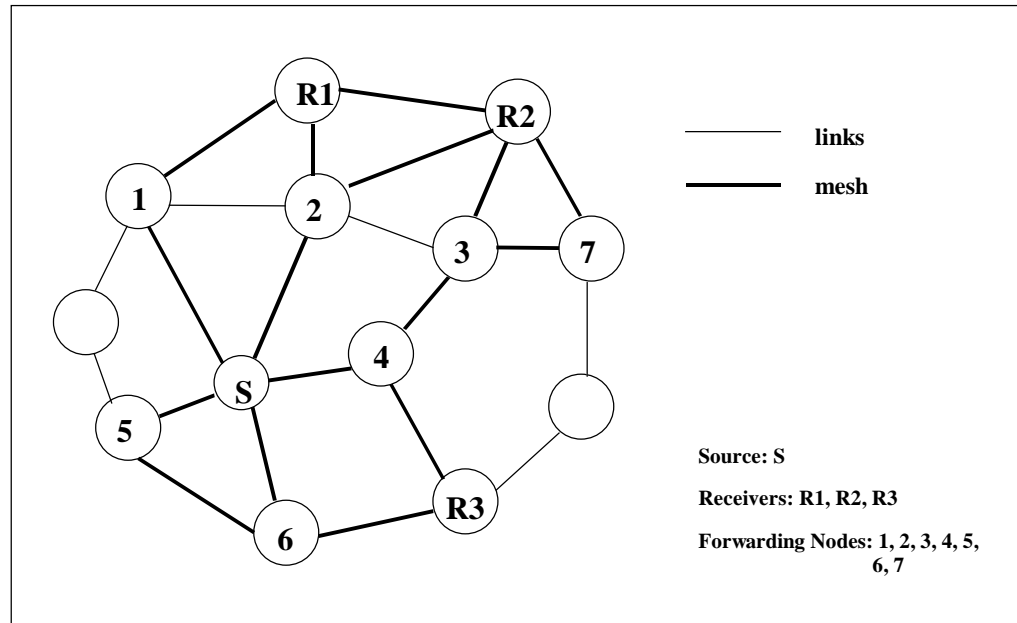 R1
R2
links
mesh
1
2
3
7
4
S
5
R3
6
Source: S
Receivers: R1, R2, R3
Forwarding Nodes: 1, 2, 3, 4, 5,
6, 7